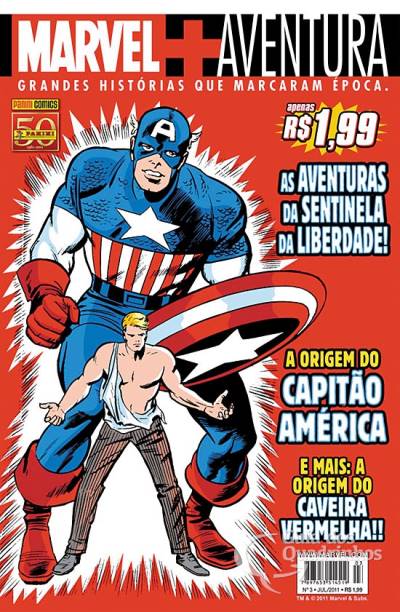 MARVEL+AVENTURA
GRANDES HISTÓRIAS QUE MARCARAM ÉPOCA.
PANINI COMICS
50
PANINI
apenas
R$1,99
A
AS AVENTURAS
DA SENTINELA
DA LIBERDADE!
A ORIGEM DO
CAPITÃO
AMÉRICA
E MAIS: A
ORIGEM DO
CAVEIRA
VERMELHA!!
Nº 3 • JUL/2011 • R$ 1,99
TM & © 2011 Marvel & Subs.